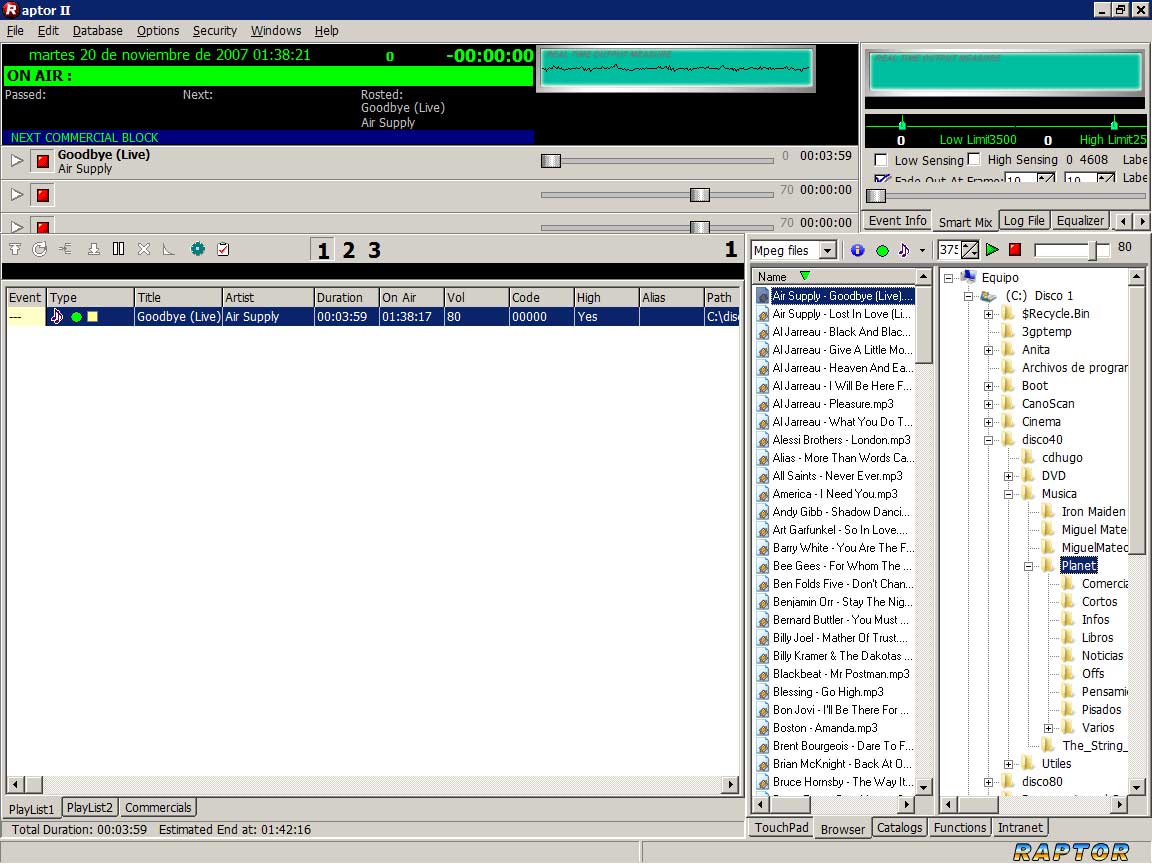 Raptor II
File Edit Database Options Security Windows Help
martes 20 de noviembre de 2007 01:38:21 0 -00:00:00
ON AIR :
Passed: Next: Rosted:
Goodbye (Live)
Air Supply
NEXT COMMERCIAL BLOCK
Goodbye (Live)
Air Supply
0 00:03:59
70 00:00:00
70 00:00:00
REAL TIME OUTPUT MEASURE
REAL TIME OUTPUT MEASURE
0 Low Limit3500 0 High Limit25
Low Sensing High Sensing 0 4608 Labe
Fade Out At Frame: 10 10 Labe
Event Info Smart Mix Log File Equalizer
1 2 3 1
Event Type Title Artist Duration On Air Vol Code High Alias Path
--- Goodbye (Live) Air Supply 00:03:59 01:38:17 80 00000 Yes C:\disc
PlayList1 PlayList2 Commercials
Total Duration: 00:03:59 Estimated End at: 01:42:16
Mpeg files 375 80
Name
Air Supply - Goodbye (Live)....
Air Supply - Lost In Love (Li...
Al Jarreau - Black And Blac...
Al Jarreau - Give A Little Mo...
Al Jarreau - Heaven And Ea...
Al Jarreau - I Will Be Here F...
Al Jarreau - Pleasure.mp3
Al Jarreau - What You Do T...
Alessi Brothers - London.mp3
Alias - More Than Words Ca...
All Saints - Never Ever.mp3
America - I Need You.mp3
Andy Gibb - Shadow Danci...
Art Garfunkel - So In Love....
Barry White - You Are The F...
Bee Gees - For Whom The ...
Ben Folds Five - Don't Chan...
Benjamin Orr - Stay The Nig...
Bernard Buttler - You Must ...
Billy Joel - Mather Of Trust....
Billy Kramer & The Dakotas ...
Blackbeat - Mr Postman.mp3
Blessing - Go High.mp3
Bon Jovi - I'll Be There For ...
Boston - Amanda.mp3
Brent Bourgeois - Dare To F...
Brian McKnight - Back At O...
Bruce Hornsby - The Way It...
Equipo
(C:) Disco 1
$Recycle.Bin
3gptemp
Anita
Archivos de prograr
Boot
CanoScan
Cinema
disco40
cdhugo
DVD
Musica
Iron Maiden
Miguel Mate
MiguelMateo
Planet
Comercia
Cortos
Infos
Libros
Noticias
Offs
Pensamie
Pisados
Varios
The_String_
Utiles
disco80
TouchPad Browser Catalogs Functions Intranet
RAPTOR